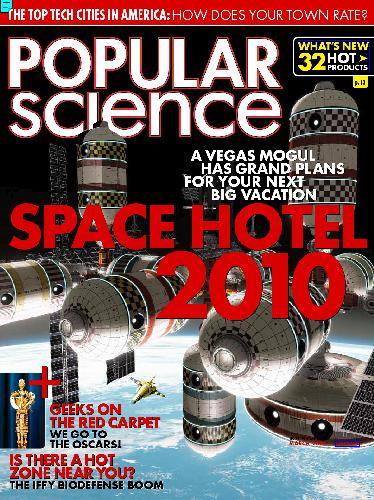 THE TOP TECH CITIES IN AMERICA: HOW DOES YOUR TOWN RATE?
POPULAR
SCIENCE
WHAT'S NEW
32 HOT
PRODUCTS
A VEGAS MOGUL
HAS GRAND PLANS
FOR YOUR NEXT
BIG VACATION
SPACE HOTEL
2010
+
GEEKS ON
THE RED CARPET
WE GO TO
THE OSCARS!
IS THERE A HOT
ZONE NEAR YOU?
THE IFFY BIODEFENSE BOOM